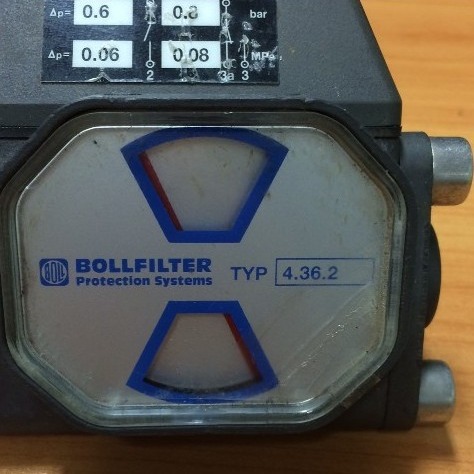 Δp= 0.6 0.8 bar
Δp= 0.06 0.08 MPa
2 3a 3
BOLL BOLLFILTER
Protection Systems
TYP 4.36.2